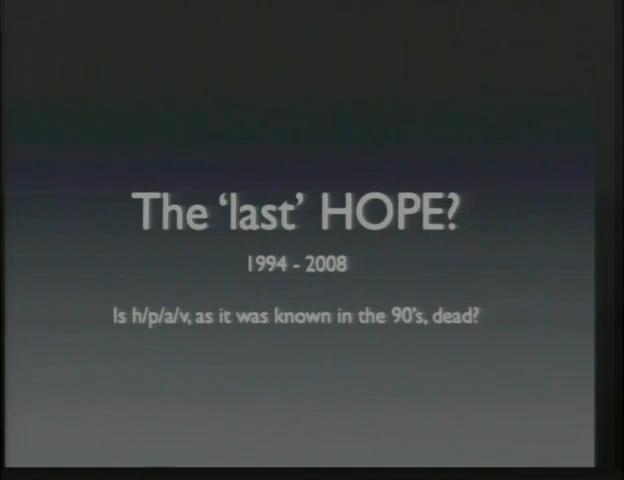 The ‘last’ HOPE?
1994 - 2008
Is h/p/a/v, as it was known in the 90's, dead?